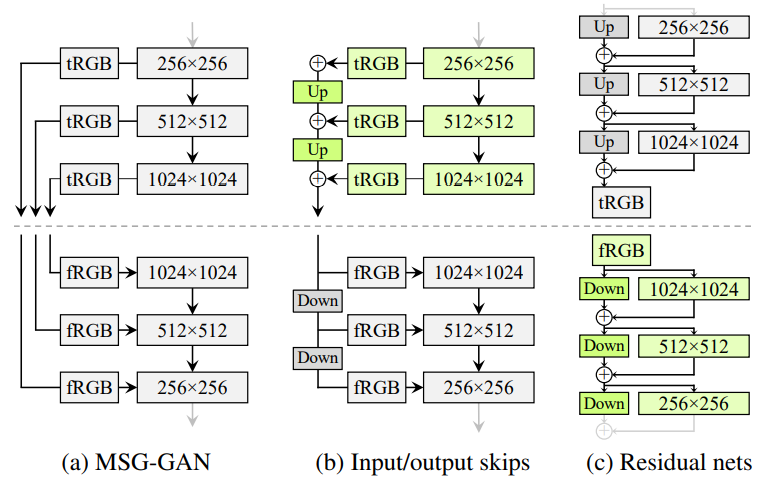 tRGB 256×256
tRGB 512×512
tRGB 1024×1024
fRGB 1024×1024
fRGB 512×512
fRGB 256×256
(a) MSG-GAN
tRGB 256×256
Up
tRGB 512×512
Up
tRGB 1024×1024
fRGB 1024×1024
Down
fRGB 512×512
Down
fRGB 256×256
(b) Input/output skips
Up 256×256
Up 512×512
Up 1024×1024
tRGB
fRGB
Down 1024×1024
Down 512×512
Down 256×256
(c) Residual nets